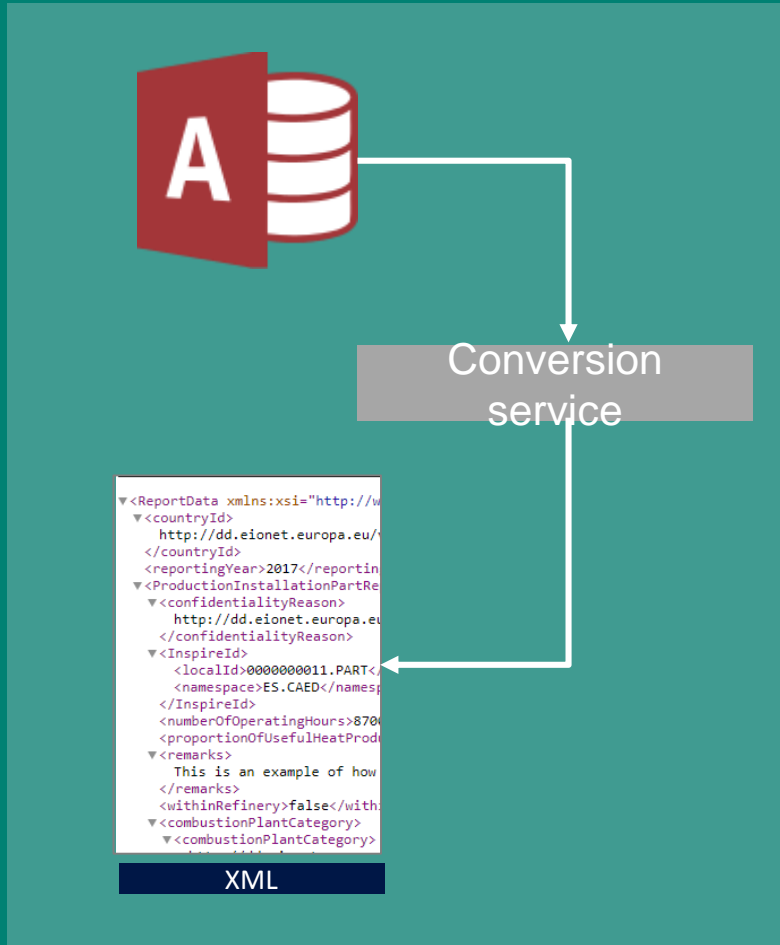 A
Conversion
service
▼<ReportData xmlns:xsi="http://w
▼<countryId>
http://dd.eionet.europa.eu/
</countryId>
<reportingYear>2017</reportin
▼<ProductionInstallationPartRe
▼<confidentialityReason>
http://dd.eionet.europa.eu
</confidentialityReason>
▼<InspireId>
<localId>0000000011.PART</
<namespace>ES.CAED</namesp
</InspireId>
<numberOfOperatingHours>8700
<proportionOfUsefulHeatProdu
▼<remarks>
This is an example of how
</remarks>
<withinRefinery>false</withi
▼<combustionPlantCategory>
▼<combustionPlantCategory>
XML